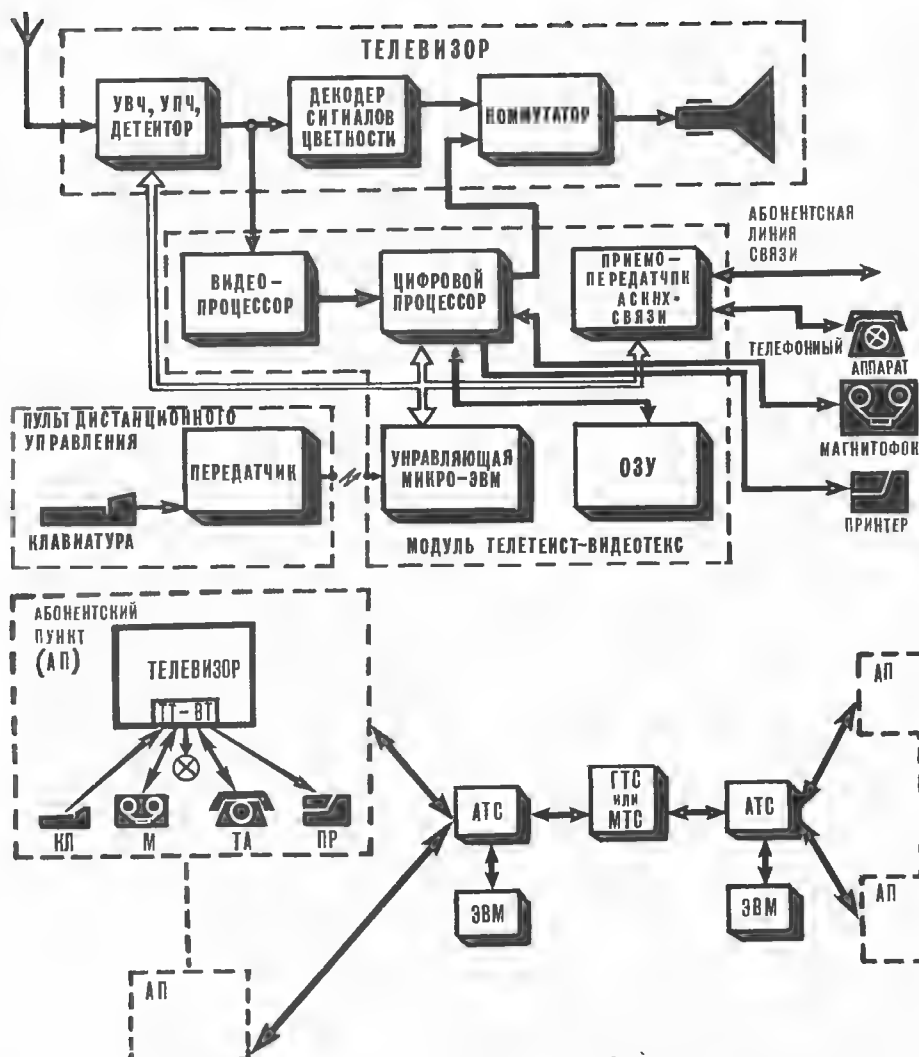 ТЕЛЕВИЗОР
УВЧ, УПЧ,
ДЕТЕКТОР
ДЕКОДЕР
СИГНАЛОВ
ЦВЕТНОСТИ
КОММУТАТОР
АБОНЕНТСКАЯ
ЛИНИЯ
СВЯЗИ
ВИДЕО-
ПРОЦЕССОР
ЦИФРОВОЙ
ПРОЦЕССОР
ПРИЕМО-
ПЕРЕДАТЧИК
АСКНХ-
СВЯЗИ
ТЕЛЕФОННЫЙ
АППАРАТ
МАГНИТОФОН
ПРИНТЕР
ПУЛЬТ ДИСТАНЦИОННОГО
УПРАВЛЕНИЯ
ПЕРЕДАТЧИК
КЛАВИАТУРА
УПРАВЛЯЮЩАЯ
МИКРО-ЭВМ
ОЗУ
МОДУЛЬ ТЕЛЕТЕКСТ-ВИДЕОТЕКС
АБОНЕНТСКИЙ
ПУНКТ
(АП)
ТЕЛЕВИЗОР
ТТ-ВТ
КЛ
М
ТА
ПР
АП
АТС
ЭВМ
ГТС
ИЛИ
МТС
АТС
ЭВМ
АП
АП